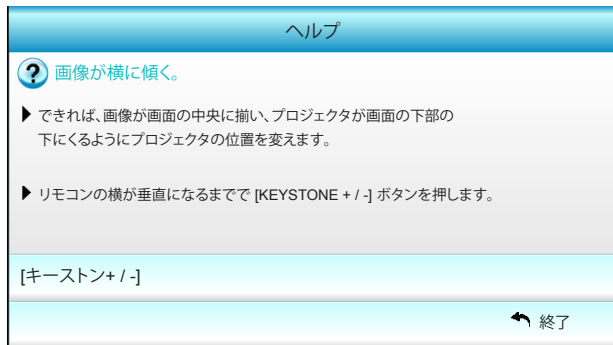 ヘルプ
? 画像が横に傾く。
できれば、画像が画面の中央に揃い、プロジェクタが画面の下部の
下にくるようにプロジェクタの位置を変えます。
リモコンの横が垂直になるまでで [KEYSTONE + / -] ボタンを押します。
[キーストン+ / -]
終了